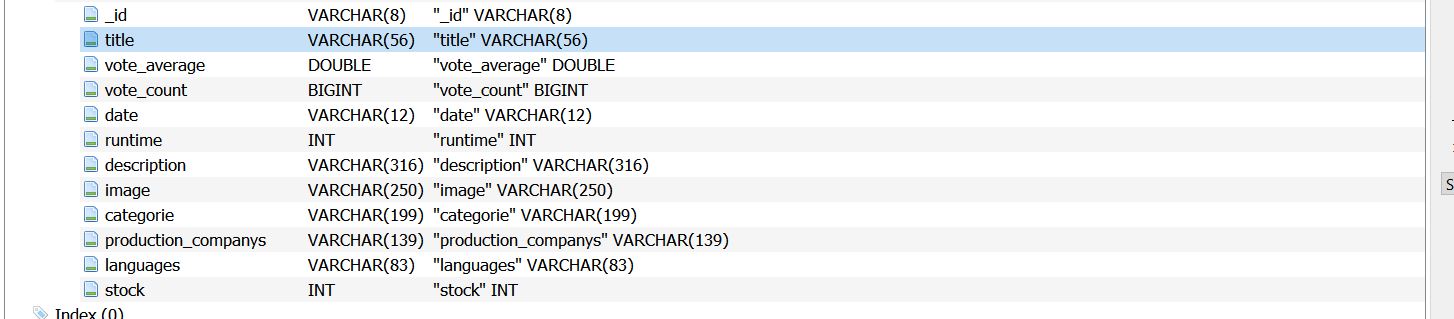 _id VARCHAR(8) "_id" VARCHAR(8)
title VARCHAR(56) "title" VARCHAR(56)
vote_average DOUBLE "vote_average" DOUBLE
vote_count BIGINT "vote_count" BIGINT
date VARCHAR(12) "date" VARCHAR(12)
runtime INT "runtime" INT
description VARCHAR(316) "description" VARCHAR(316)
image VARCHAR(250) "image" VARCHAR(250)
categorie VARCHAR(199) "categorie" VARCHAR(199)
production_companys VARCHAR(139) "production_companys" VARCHAR(139)
languages VARCHAR(83) "languages" VARCHAR(83)
stock INT "stock" INT
Index (0)